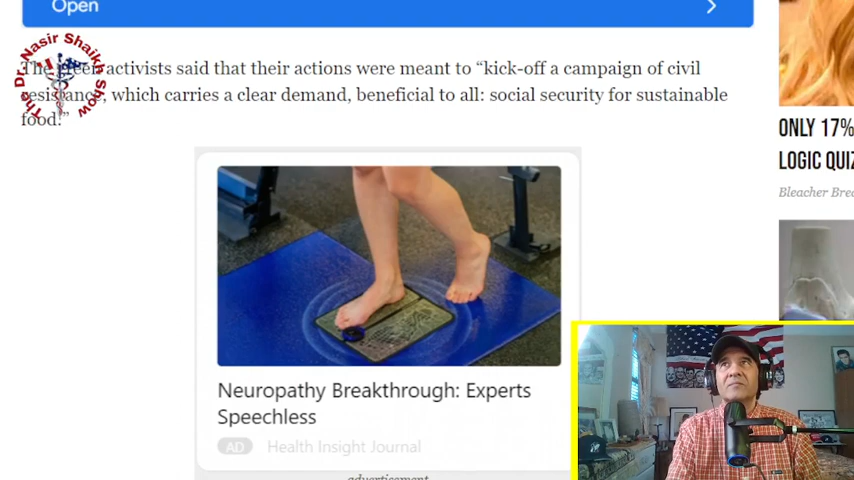 Open
The Dr. Nasir Shaikh Show
The green activists said that their actions were meant to “kick-off a campaign of civil
resistance, which carries a clear demand, beneficial to all: social security for sustainable
food.”
ONLY 17%
LOGIC QUIZ
Bleacher Brea
Neuropathy Breakthrough: Experts
Speechless
AD Health Insight Journal
advertisement